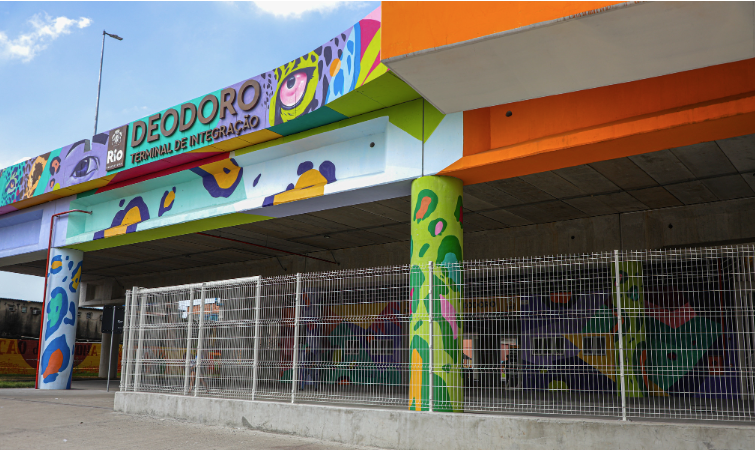 DEODORO
TERMINAL DE INTEGRAÇÃO
Rio